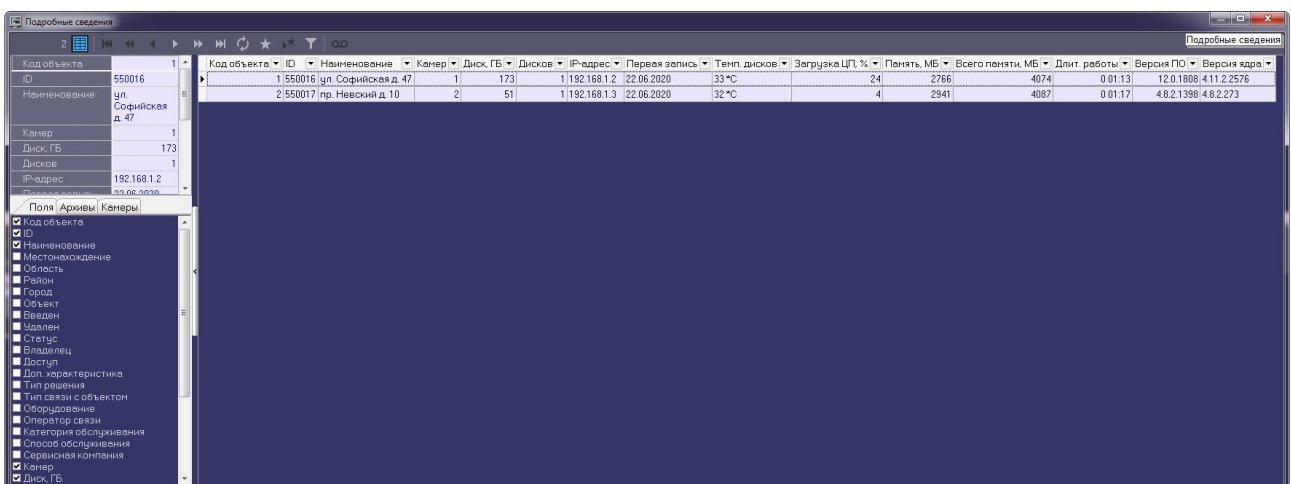 Подробные сведения
2
Подробные сведения
Код объекта 1
ID 550016
Наименование ул. Софийская д. 47
Камер 1
Диск, ГБ 173
Дисков 1
IP-адрес 192.168.1.2
Первая запись 22.06.2020
Поля Архивы Камеры
Код объекта
ID
Наименование
Местонахождение
Область
Район
Город
Объект
Введен
Удален
Статус
Владелец
Доступ
Доп. характеристика
Тип решения
Тип связи с объектом
Оборудование
Оператор связи
Категория обслуживания
Способ обслуживания
Сервисная компания
Камер
Диск, ГБ
Код объекта ID Наименование Камер Диск, ГБ Дисков IP-адрес Первая запись Темп. дисков Загрузка ЦП, % Память, МБ Всего памяти, МБ Длит. работы Версия ПО Версия ядра
1 550016 ул. Софийская д. 47 1 173 1 192.168.1.2 22.06.2020 33 °C 24 2766 4074 0 01:13 12.0.1808 4.11.2.2576
2 550017 пр. Невский д. 10 2 51 1 192.168.1.3 22.06.2020 32 °C 4 2941 4087 0 01:17 4.8.2.1398 4.8.2.273